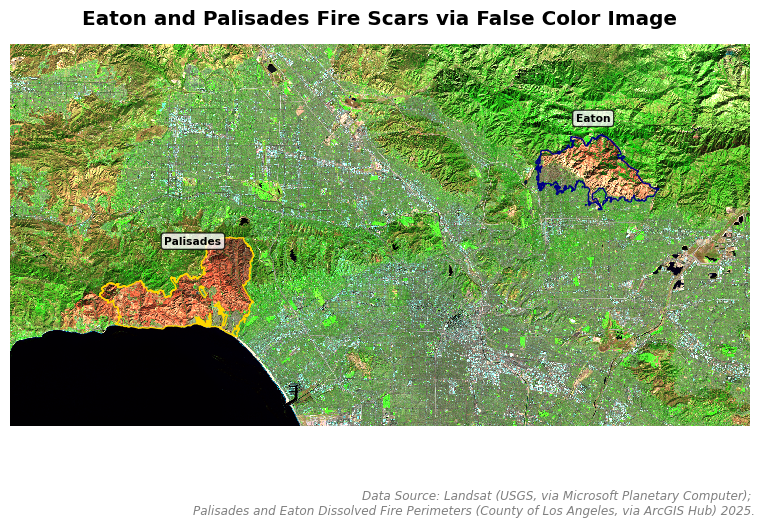 Eaton and Palisades Fire Scars via False Color Image
Eaton
Palisades
Data Source: Landsat (USGS, via Microsoft Planetary Computer);
Palisades and Eaton Dissolved Fire Perimeters (County of Los Angeles, via ArcGIS Hub) 2025.